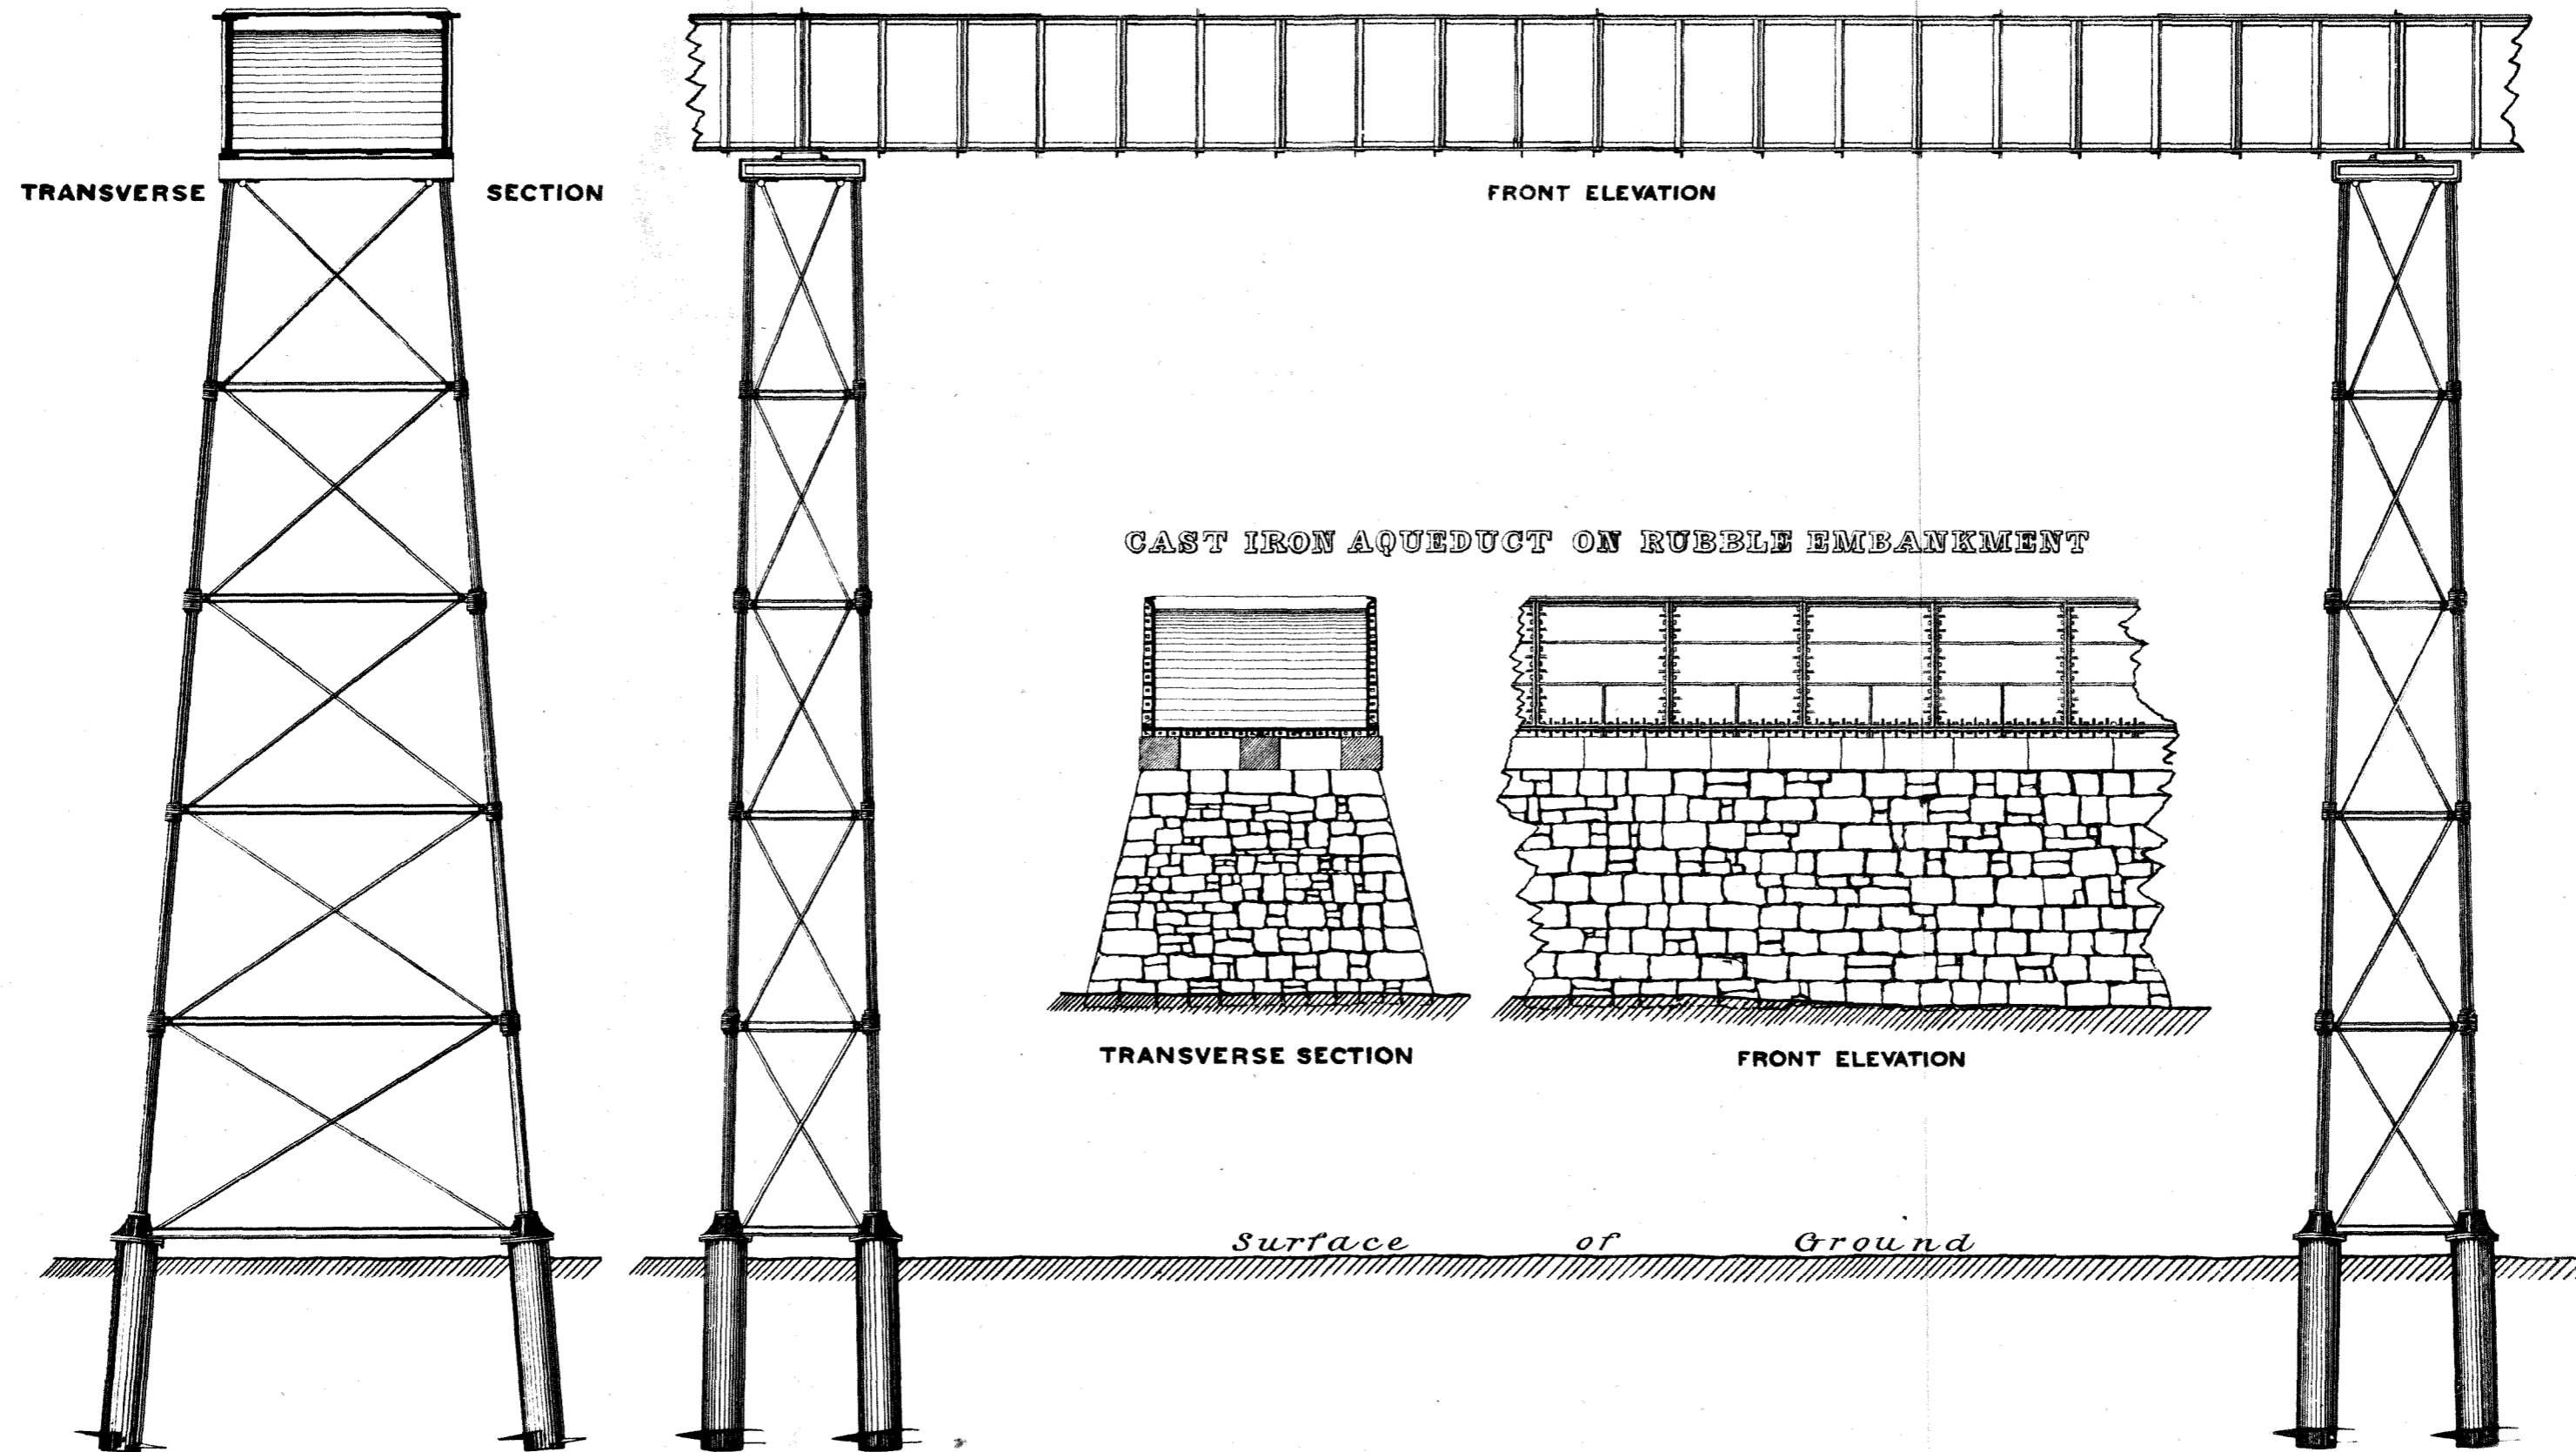 TRANSVERSE SECTION
FRONT ELEVATION
CAST IRON AQUEDUCT ON RUBBLE EMBANKMENT
TRANSVERSE SECTION
FRONT ELEVATION
Surface of Ground